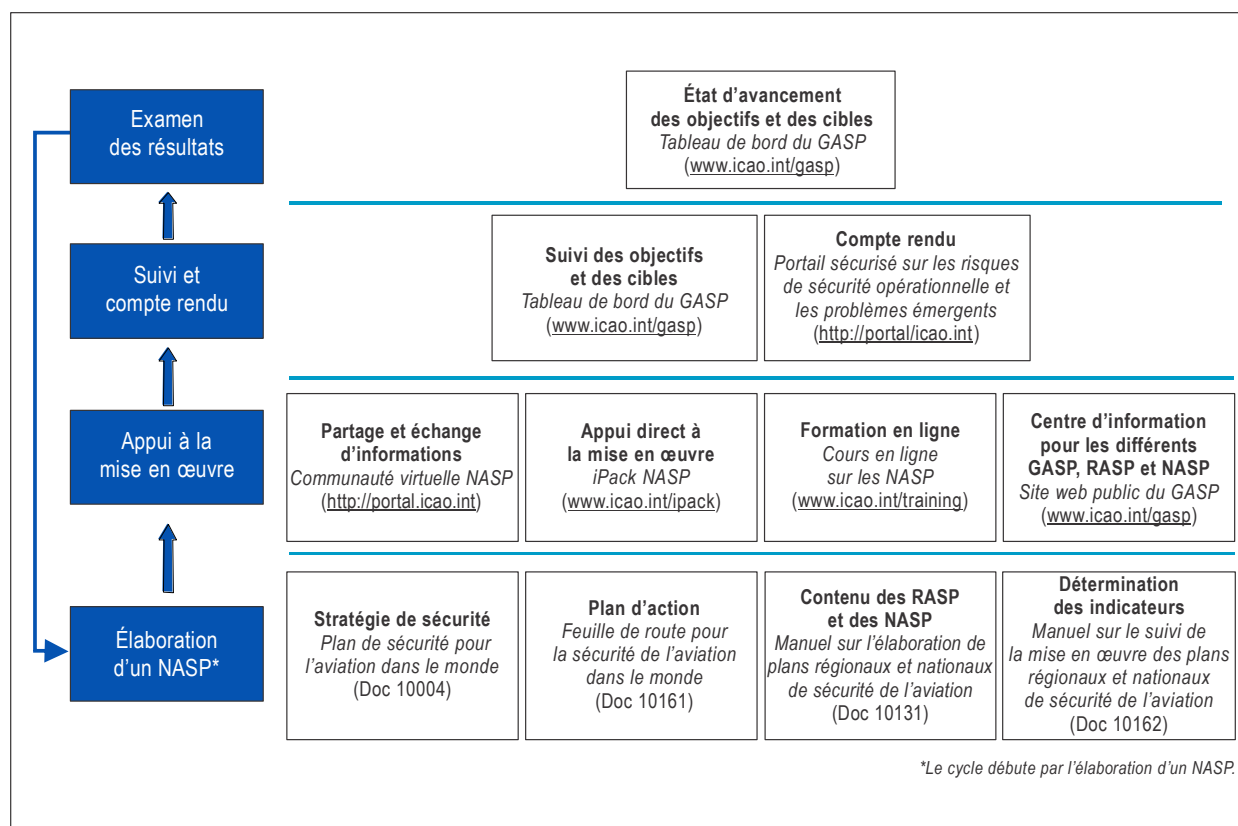 Examen
des résultats
État d'avancement
des objectifs et des cibles
Tableau de bord du GASP
(www.icao.int/gasp)
Suivi et
compte rendu
Suivi des objectifs
et des cibles
Tableau de bord du GASP
(www.icao.int/gasp)
Compte rendu
Portail sécurisé sur les risques
de sécurité opérationnelle et
les problèmes émergents
(http://portal/icao.int)
Appui à la
mise en œuvre
Partage et échange
d'informations
Communauté virtuelle NASP
(http://portal.icao.int)
Appui direct à
la mise en œuvre
iPack NASP
(www.icao.int/ipack)
Formation en ligne
Cours en ligne
sur les NASP
(www.icao.int/training)
Centre d'information
pour les différents
GASP, RASP et NASP
Site web public du GASP
(www.icao.int/gasp)
Élaboration
d'un NASP*
Stratégie de sécurité
Plan de sécurité pour
l'aviation dans le monde
(Doc 10004)
Plan d'action
Feuille de route pour
la sécurité de l'aviation
dans le monde
(Doc 10161)
Contenu des RASP
et des NASP
Manuel sur l'élaboration de
plans régionaux et nationaux
de sécurité de l'aviation
(Doc 10131)
Détermination
des indicateurs
Manuel sur le suivi de
la mise en œuvre des plans
régionaux et nationaux
de sécurité de l'aviation
(Doc 10162)
*Le cycle débute par l'élaboration d'un NASP.